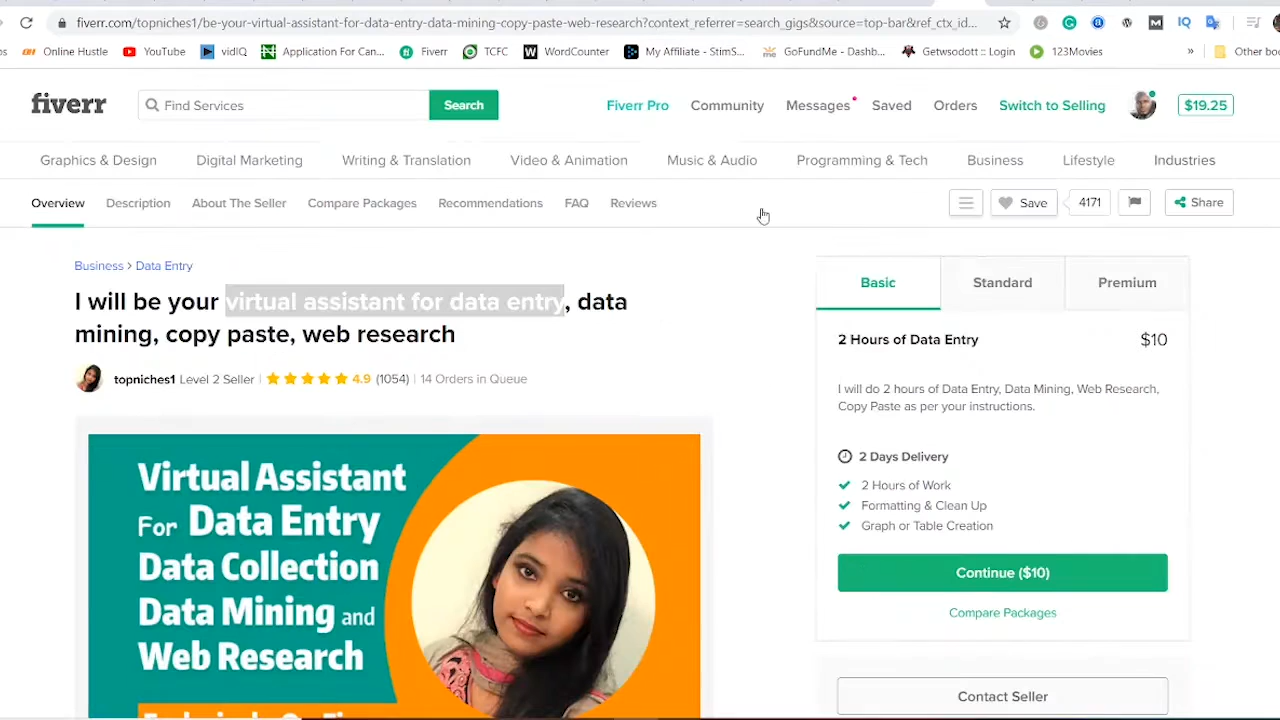 fiverr.com/topniches1/be-your-virtual-assistant-for-data-entry-data-mining-copy-paste-web-research?context_referrer=search_gigs&source=top-bar&ref_ctx_id...
Online Hustle YouTube vidIQ Application For Can... Fiverr TCFC WordCounter My Affiliate - StimS... GoFundMe - Dashb... Getwsodott :: Login 123Movies » Other boo
fiverr Find Services Search Fiverr Pro Community Messages Saved Orders Switch to Selling $19.25
Graphics & Design Digital Marketing Writing & Translation Video & Animation Music & Audio Programming & Tech Business Lifestyle Industries
Overview Description About The Seller Compare Packages Recommendations FAQ Reviews Save 4171 Share
Business > Data Entry
I will be your virtual assistant for data entry, data
mining, copy paste, web research
topniches1 Level 2 Seller | 4.9 (1054) | 14 Orders in Queue
Virtual Assistant
For Data Entry
Data Collection
Data Mining and
Web Research
Basic Standard Premium
2 Hours of Data Entry $10
I will do 2 hours of Data Entry, Data Mining, Web Research,
Copy Paste as per your instructions.
2 Days Delivery
2 Hours of Work
Formatting & Clean Up
Graph or Table Creation
Continue ($10)
Compare Packages
Contact Seller